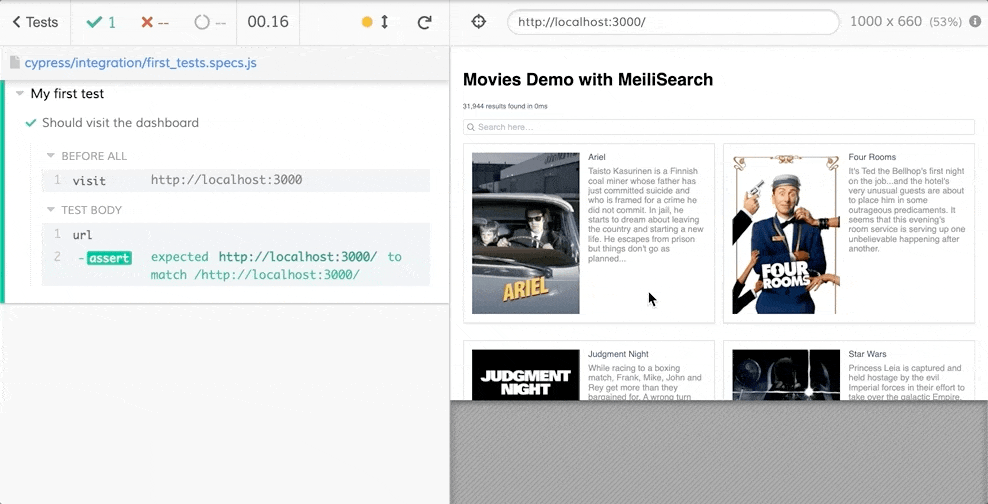 Tests
1
--
--
00.16
http://localhost:3000/
1000 x 660 (53%)
cypress/integration/first_tests.specs.js
My first test
Should visit the dashboard
BEFORE ALL
1 visit http://localhost:3000
TEST BODY
1 url
2 - assert expected http://localhost:3000/ to
match /http://localhost:3000/
Movies Demo with MeiliSearch
31,944 results found in 0ms
Search here...
ARIEL
Ariel
Taisto Kasurinen is a Finnish
coal miner whose father has
just committed suicide and
who is framed for a crime he
did not commit. In jail, he
starts to dream about leaving
the country and starting a new
life. He escapes from prison
but things don't go as
planned...
FOUR
ROOMS
Four Rooms
It's Ted the Bellhop's first night
on the job...and the hotel's
very unusual guests are about
to place him in some
outrageous predicaments. It
seems that this evening's
room service is serving up one
unbelievable happening after
another.
JUDGMENT
NIGHT
Judgment Night
While racing to a boxing
match, Frank, Mike, John and
Rey get more than they
bargained for. A wrong turn
Star Wars
Princess Leia is captured and
held hostage by the evil
Imperial forces in their effort to
take over the galactic Empire.